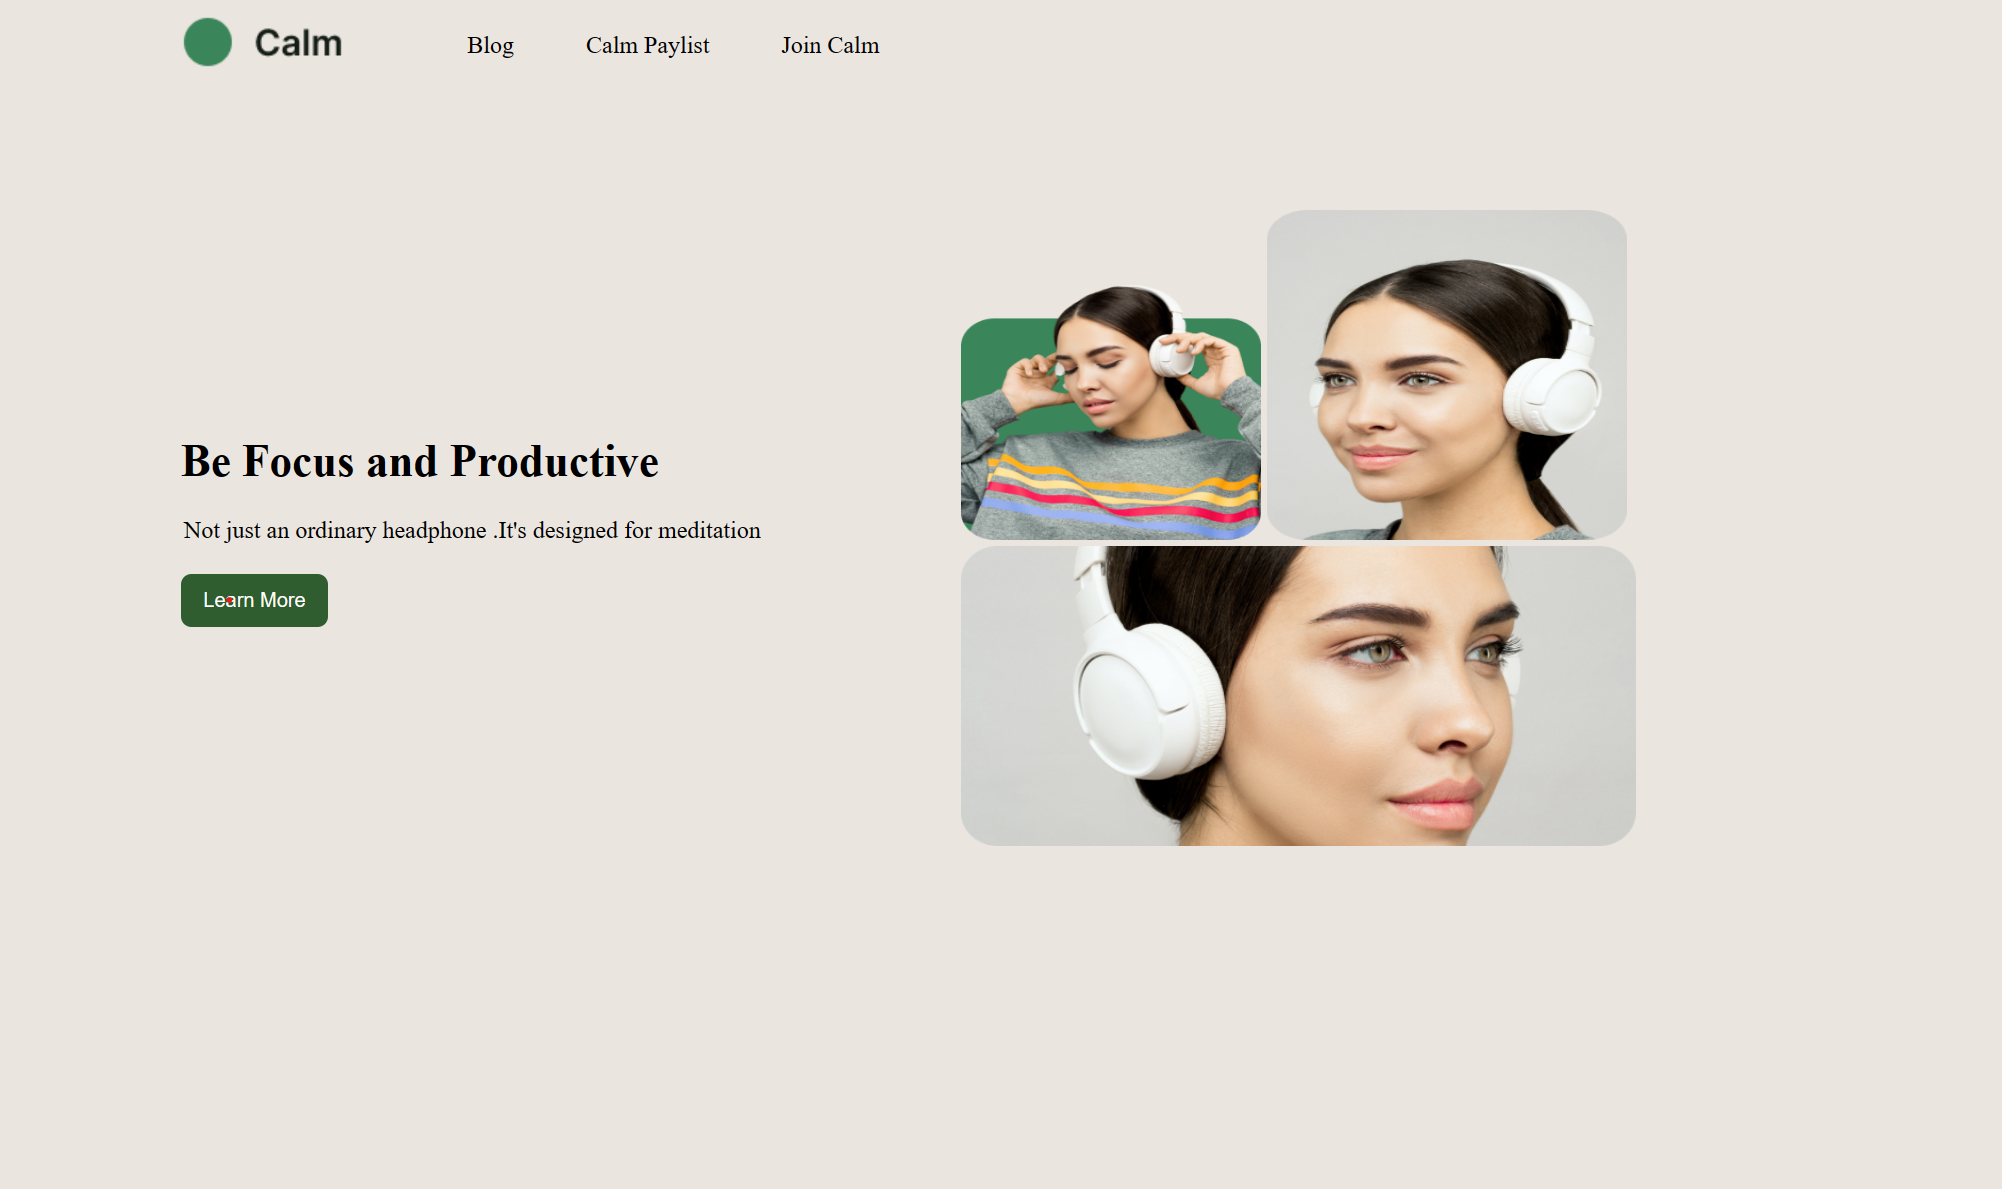 Calm
Blog
Calm Paylist
Join Calm
Be Focus and Productive
Not just an ordinary headphone .It's designed for meditation
Learn More